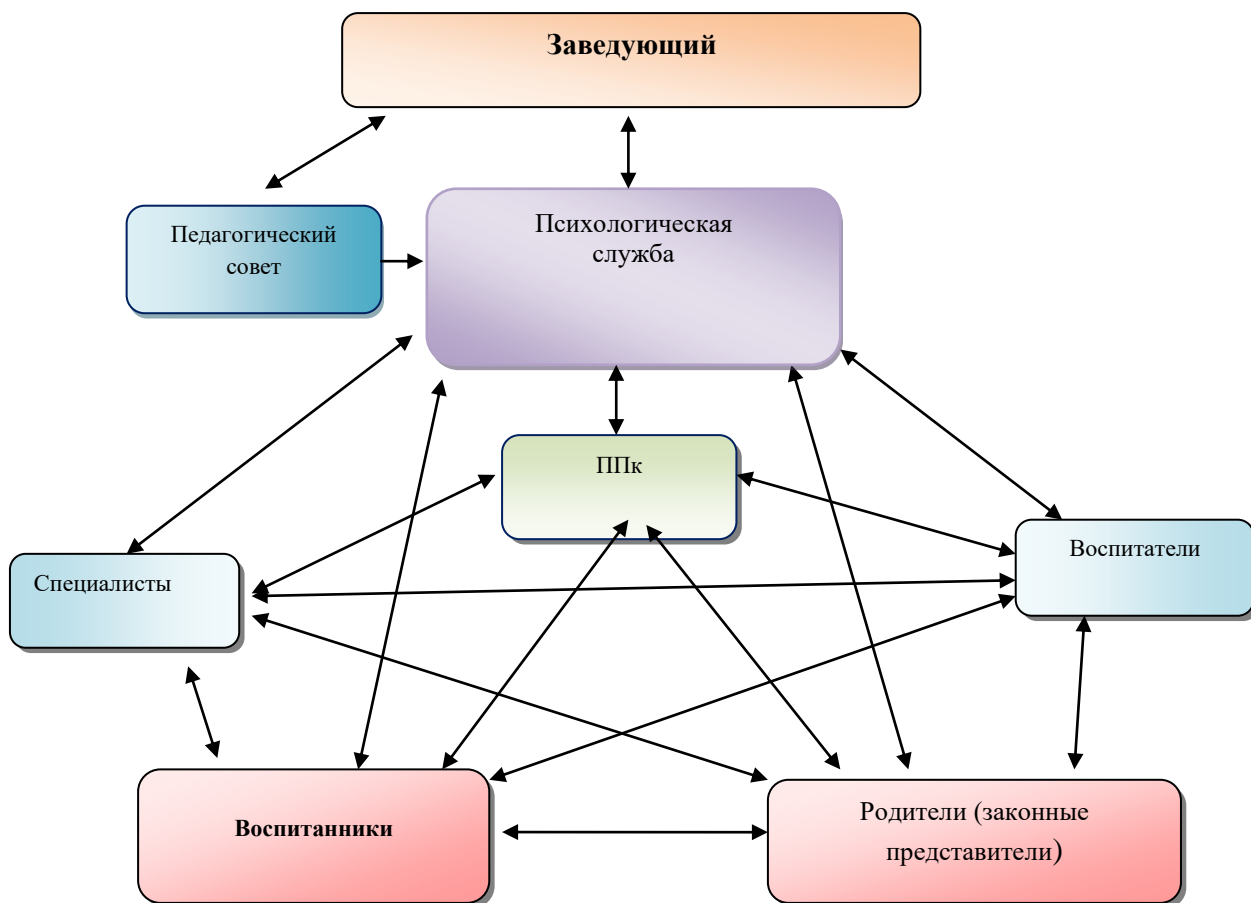 Заведующий
Психологическая
служба
Педагогический
совет
ППк
Воспитатели
Специалисты
Воспитанники
Родители (законные
представители)